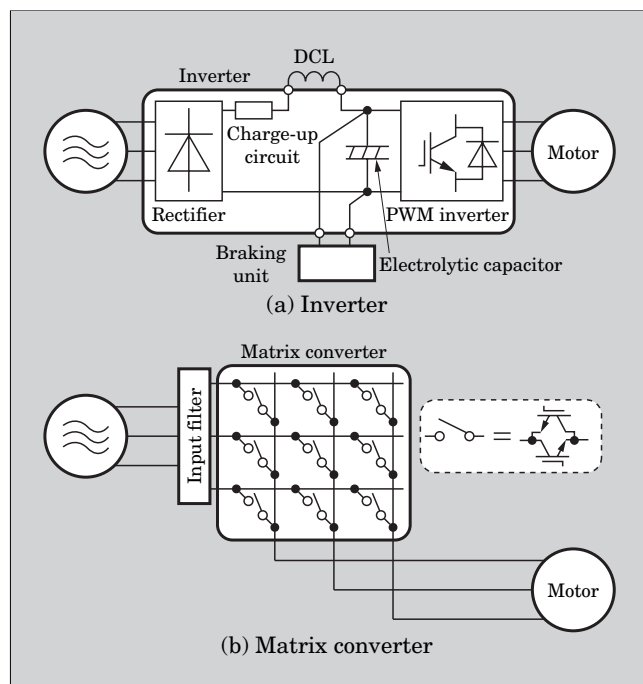 DCL
Inverter
Charge-up
circuit
Motor
Rectifier
PWM inverter
Braking
unit
Electrolytic capacitor
(a) Inverter
Matrix converter
Input filter
=
Motor
(b) Matrix converter